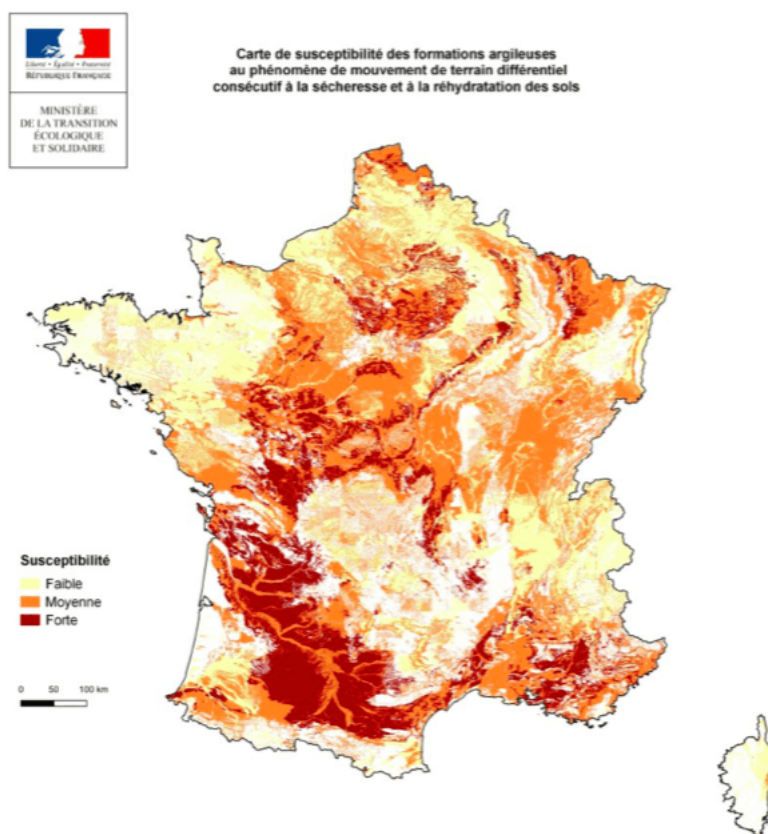 Liberté • Égalité • Fraternité
RÉPUBLIQUE FRANÇAISE
MINISTÈRE
DE LA TRANSITION
ÉCOLOGIQUE
ET SOLIDAIRE
Carte de susceptibilité des formations argileuses
au phénomène de mouvement de terrain différentiel
consécutif à la sécheresse et à la réhydratation des sols
Susceptibilité
Faible
Moyenne
Forte
0 50 100 km